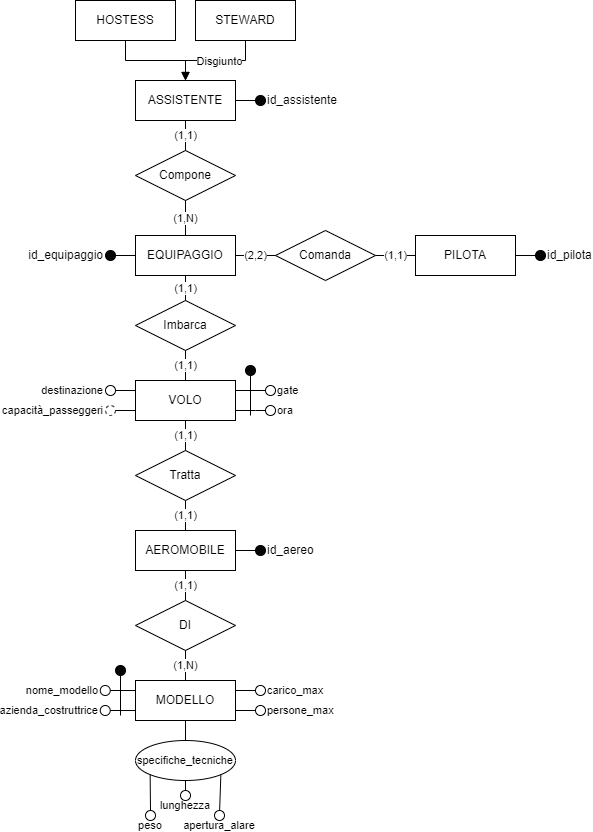 HOSTESS
STEWARD
Disgiunto
ASSISTENTE
id_assistente
(1,1)
Compone
(1,N)
id_equipaggio
EQUIPAGGIO
(2,2)
Comanda
(1,1)
PILOTA
id_pilota
(1,1)
Imbarca
(1,1)
destinazione
gate
VOLO
capacità_passeggeri
ora
(1,1)
Tratta
(1,1)
AEROMOBILE
id_aereo
(1,1)
DI
(1,N)
nome_modello
carico_max
MODELLO
azienda_costruttrice
persone_max
specifiche_tecniche
lunghezza
peso
apertura_alare